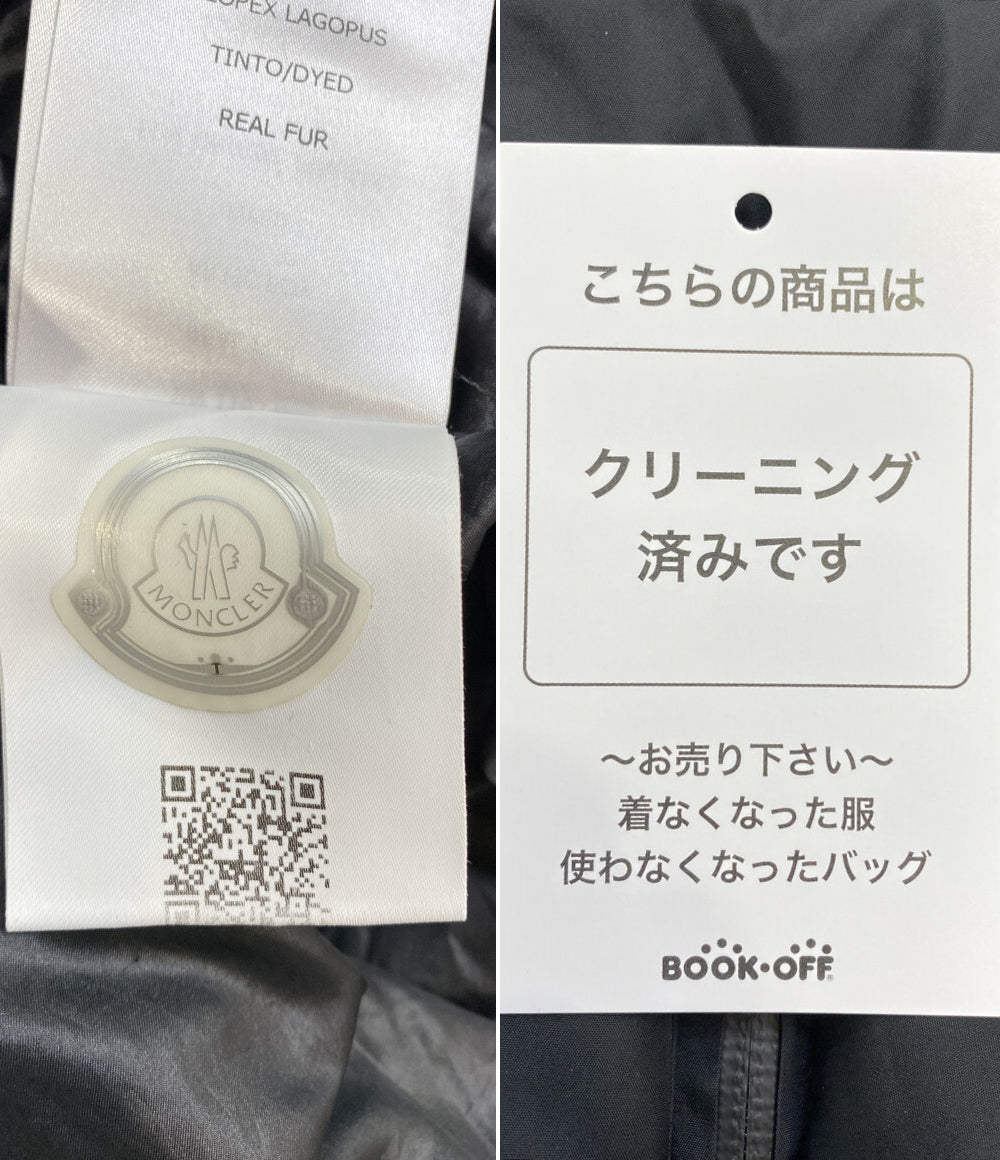 LAGOPUS
TINTO/DYED
REAL FUR
MONCLER
T
こちらの商品は
クリーニング
済みです
〜お売り下さい〜
着なくなった服
使わなくなったバッグ
BOOK・OFF